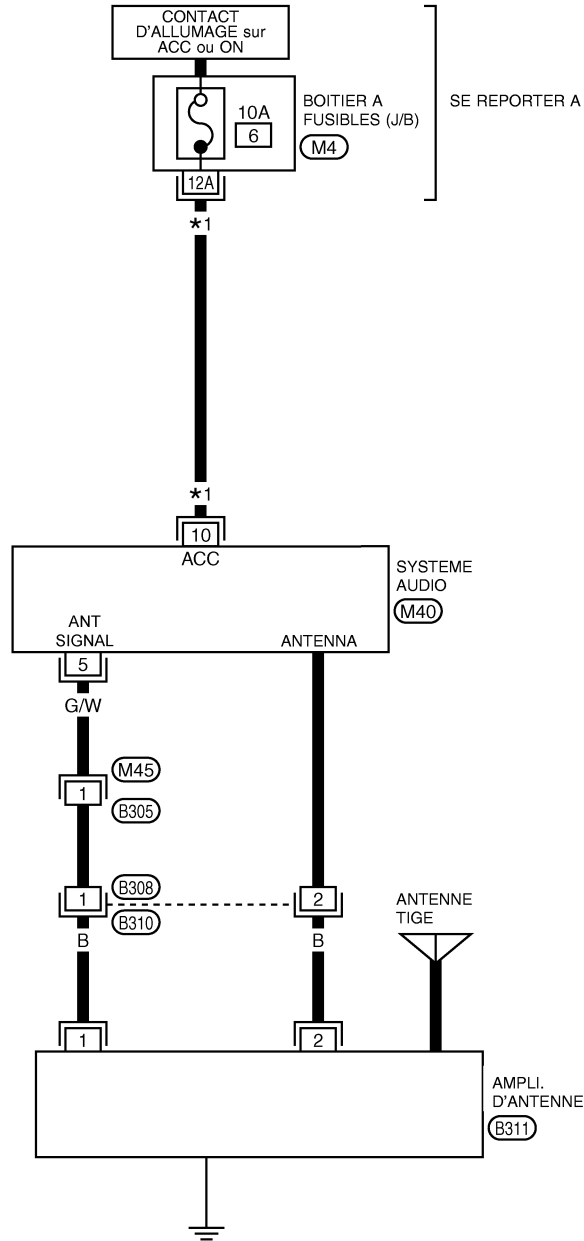 CONTACT
D'ALLUMAGE sur
ACC ou ON
SE REPORTER A
BOITIER A
FUSIBLES (J/B)
10A
6
M4
12A
*1
*1
10
ACC
SYSTEME
AUDIO
M40
ANT
SIGNAL
ANTENNA
5
G/W
M45
1
B305
1
B308
2
B310
B
B
ANTENNE
TIGE
1
2
AMPLI.
D'ANTENNE
B311